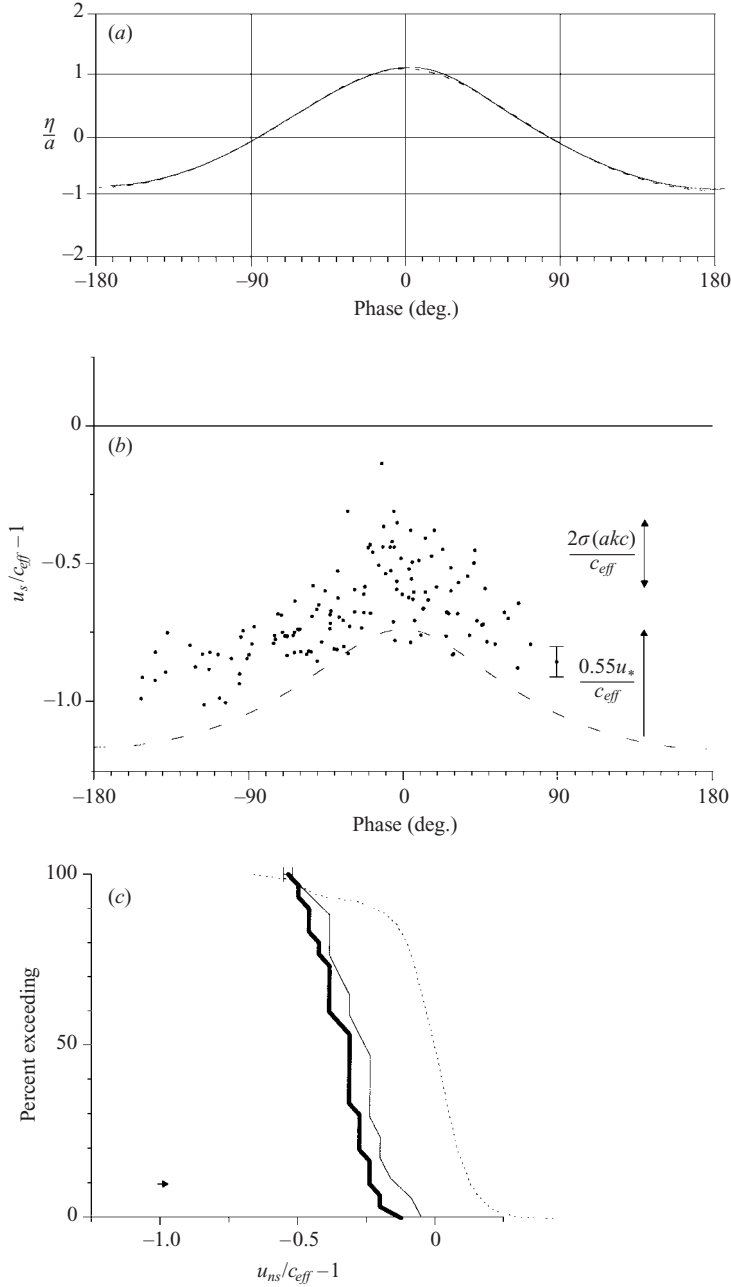 2
(a)
1
η/a
0
−1
−2
−180
−90
0
90
180
Phase (deg.)
(b)
0
u_s/c_eff −1
−0.5
2σ(akc)/c_eff
0.55u_*/c_eff
−1.0
−180
−90
0
90
180
Phase (deg.)
100
(c)
Percent exceeding
50
0
−1.0
−0.5
0
u_ns/c_eff −1